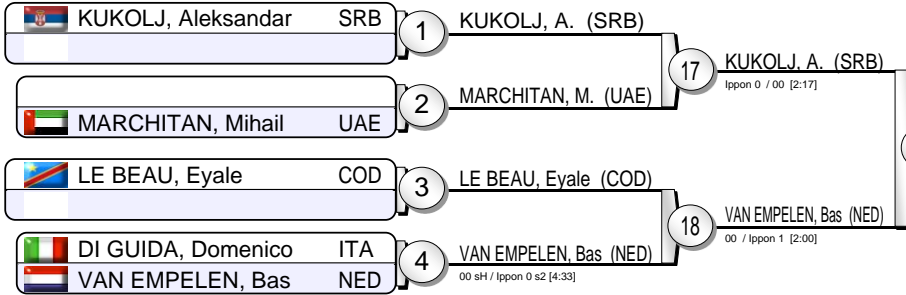 KUKOLJ, Aleksandar SRB
1
KUKOLJ, A. (SRB)
17
KUKOLJ, A. (SRB)
Ippon 0 / 00 [2:17]
2
MARCHITAN, M. (UAE)
MARCHITAN, Mihail UAE
LE BEAU, Eyale COD
3
LE BEAU, Eyale (COD)
18
VAN EMPELEN, Bas (NED)
00 / Ippon 1 [2:00]
DI GUIDA, Domenico ITA
4
VAN EMPELEN, Bas (NED)
00 sH / Ippon 0 s2 [4:33]
VAN EMPELEN, Bas NED